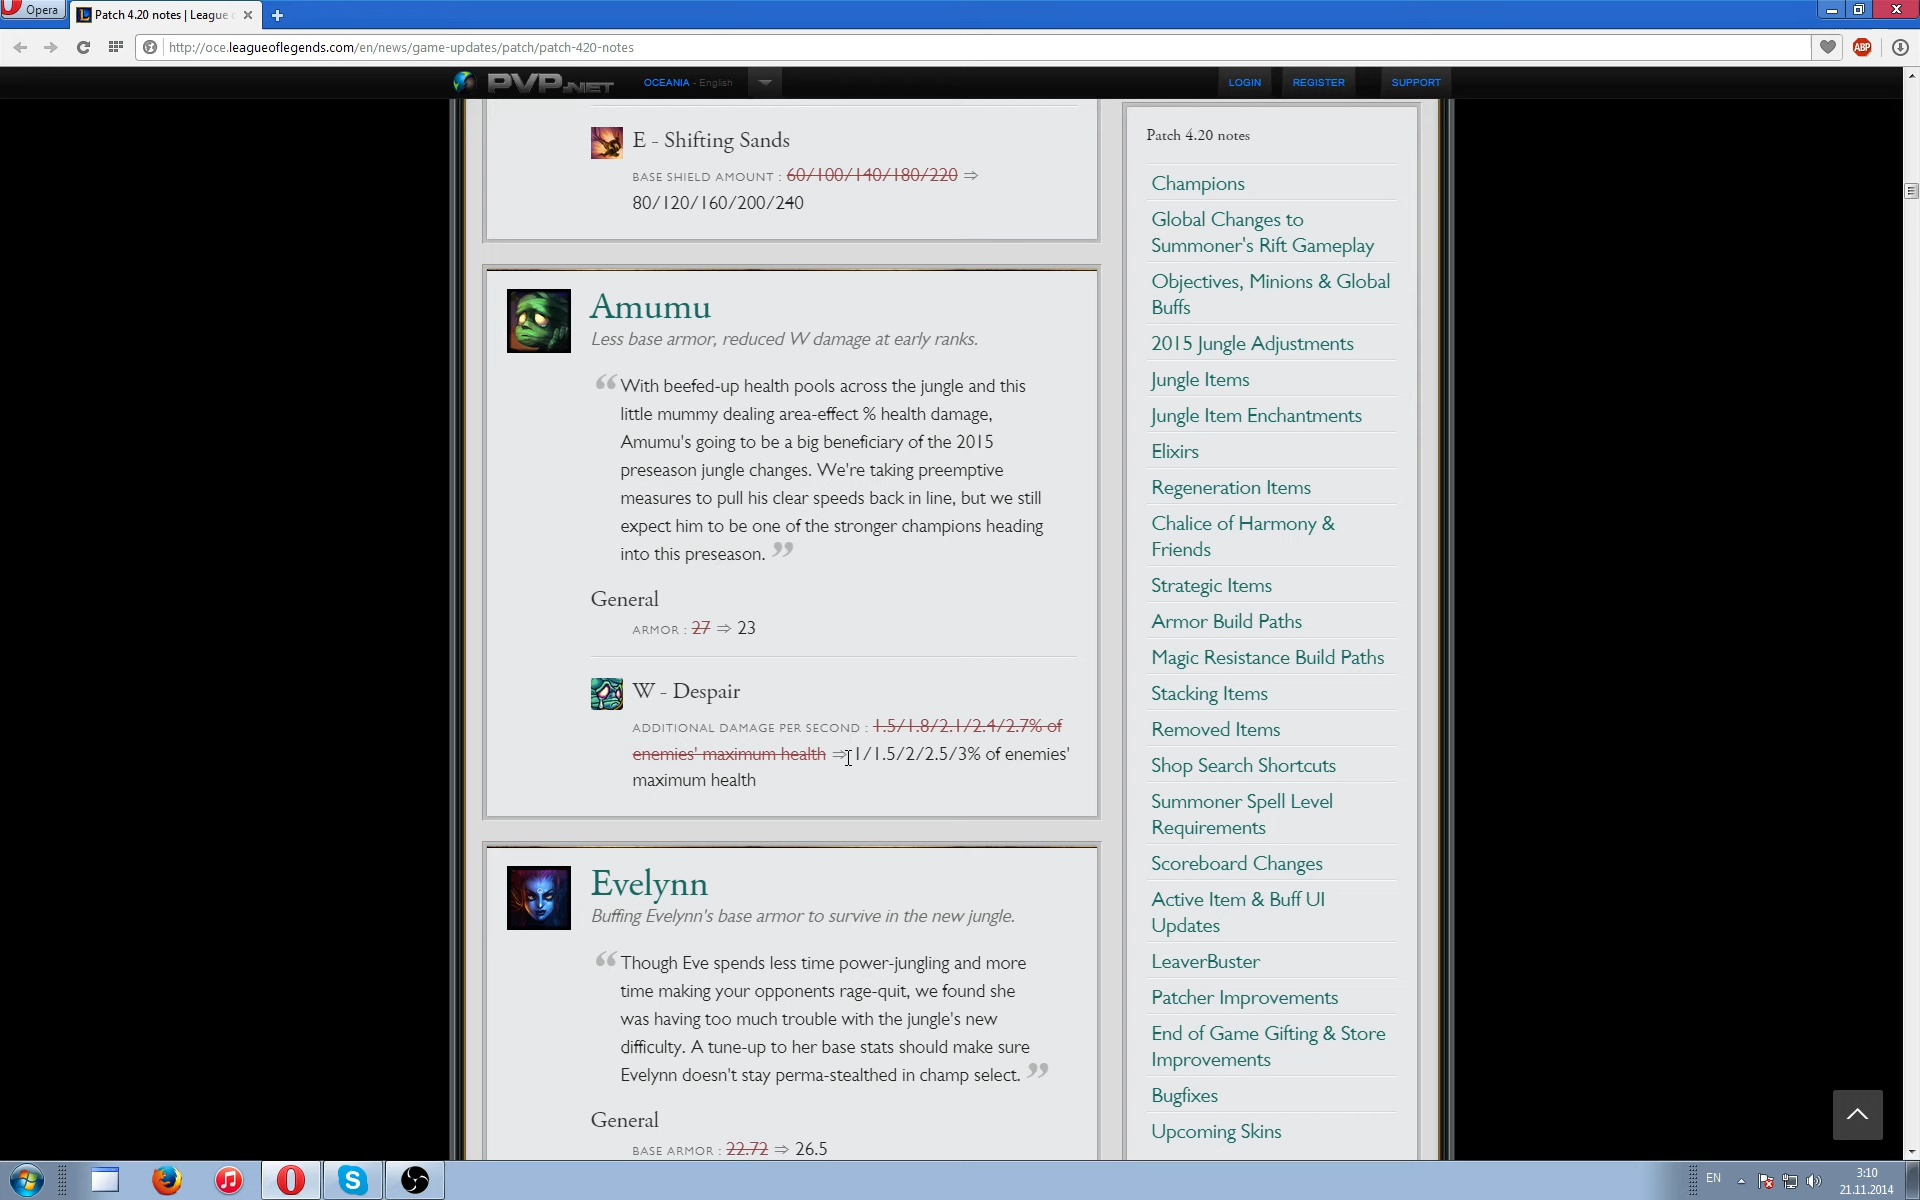 Opera
Patch 4.20 notes | League o
http://oce.leagueoflegends.com/en/news/game-updates/patch/patch-420-notes
ABP
PVP.NET
OCEANIA - English
LOGIN
REGISTER
SUPPORT
E - Shifting Sands
BASE SHIELD AMOUNT : 60/100/140/180/220 ⇒
80/120/160/200/240
Amumu
Less base armor, reduced W damage at early ranks.
“ With beefed-up health pools across the jungle and this
little mummy dealing area-effect % health damage,
Amumu's going to be a big beneficiary of the 2015
preseason jungle changes. We're taking preemptive
measures to pull his clear speeds back in line, but we still
expect him to be one of the stronger champions heading
into this preseason. ”
General
ARMOR : 27 ⇒ 23
W - Despair
ADDITIONAL DAMAGE PER SECOND : 1.5/1.8/2.1/2.4/2.7% of
enemies' maximum health ⇒ 1/1.5/2/2.5/3% of enemies'
maximum health
Evelynn
Buffing Evelynn's base armor to survive in the new jungle.
“ Though Eve spends less time power-jungling and more
time making your opponents rage-quit, we found she
was having too much trouble with the jungle's new
difficulty. A tune-up to her base stats should make sure
Evelynn doesn't stay perma-stealthed in champ select. ”
General
BASE ARMOR : 22.72 ⇒ 26.5
Patch 4.20 notes
Champions
Global Changes to
Summoner's Rift Gameplay
Objectives, Minions & Global
Buffs
2015 Jungle Adjustments
Jungle Items
Jungle Item Enchantments
Elixirs
Regeneration Items
Chalice of Harmony &
Friends
Strategic Items
Armor Build Paths
Magic Resistance Build Paths
Stacking Items
Removed Items
Shop Search Shortcuts
Summoner Spell Level
Requirements
Scoreboard Changes
Active Item & Buff UI
Updates
LeaverBuster
Patcher Improvements
End of Game Gifting & Store
Improvements
Bugfixes
Upcoming Skins
EN
3:10
21.11.2014